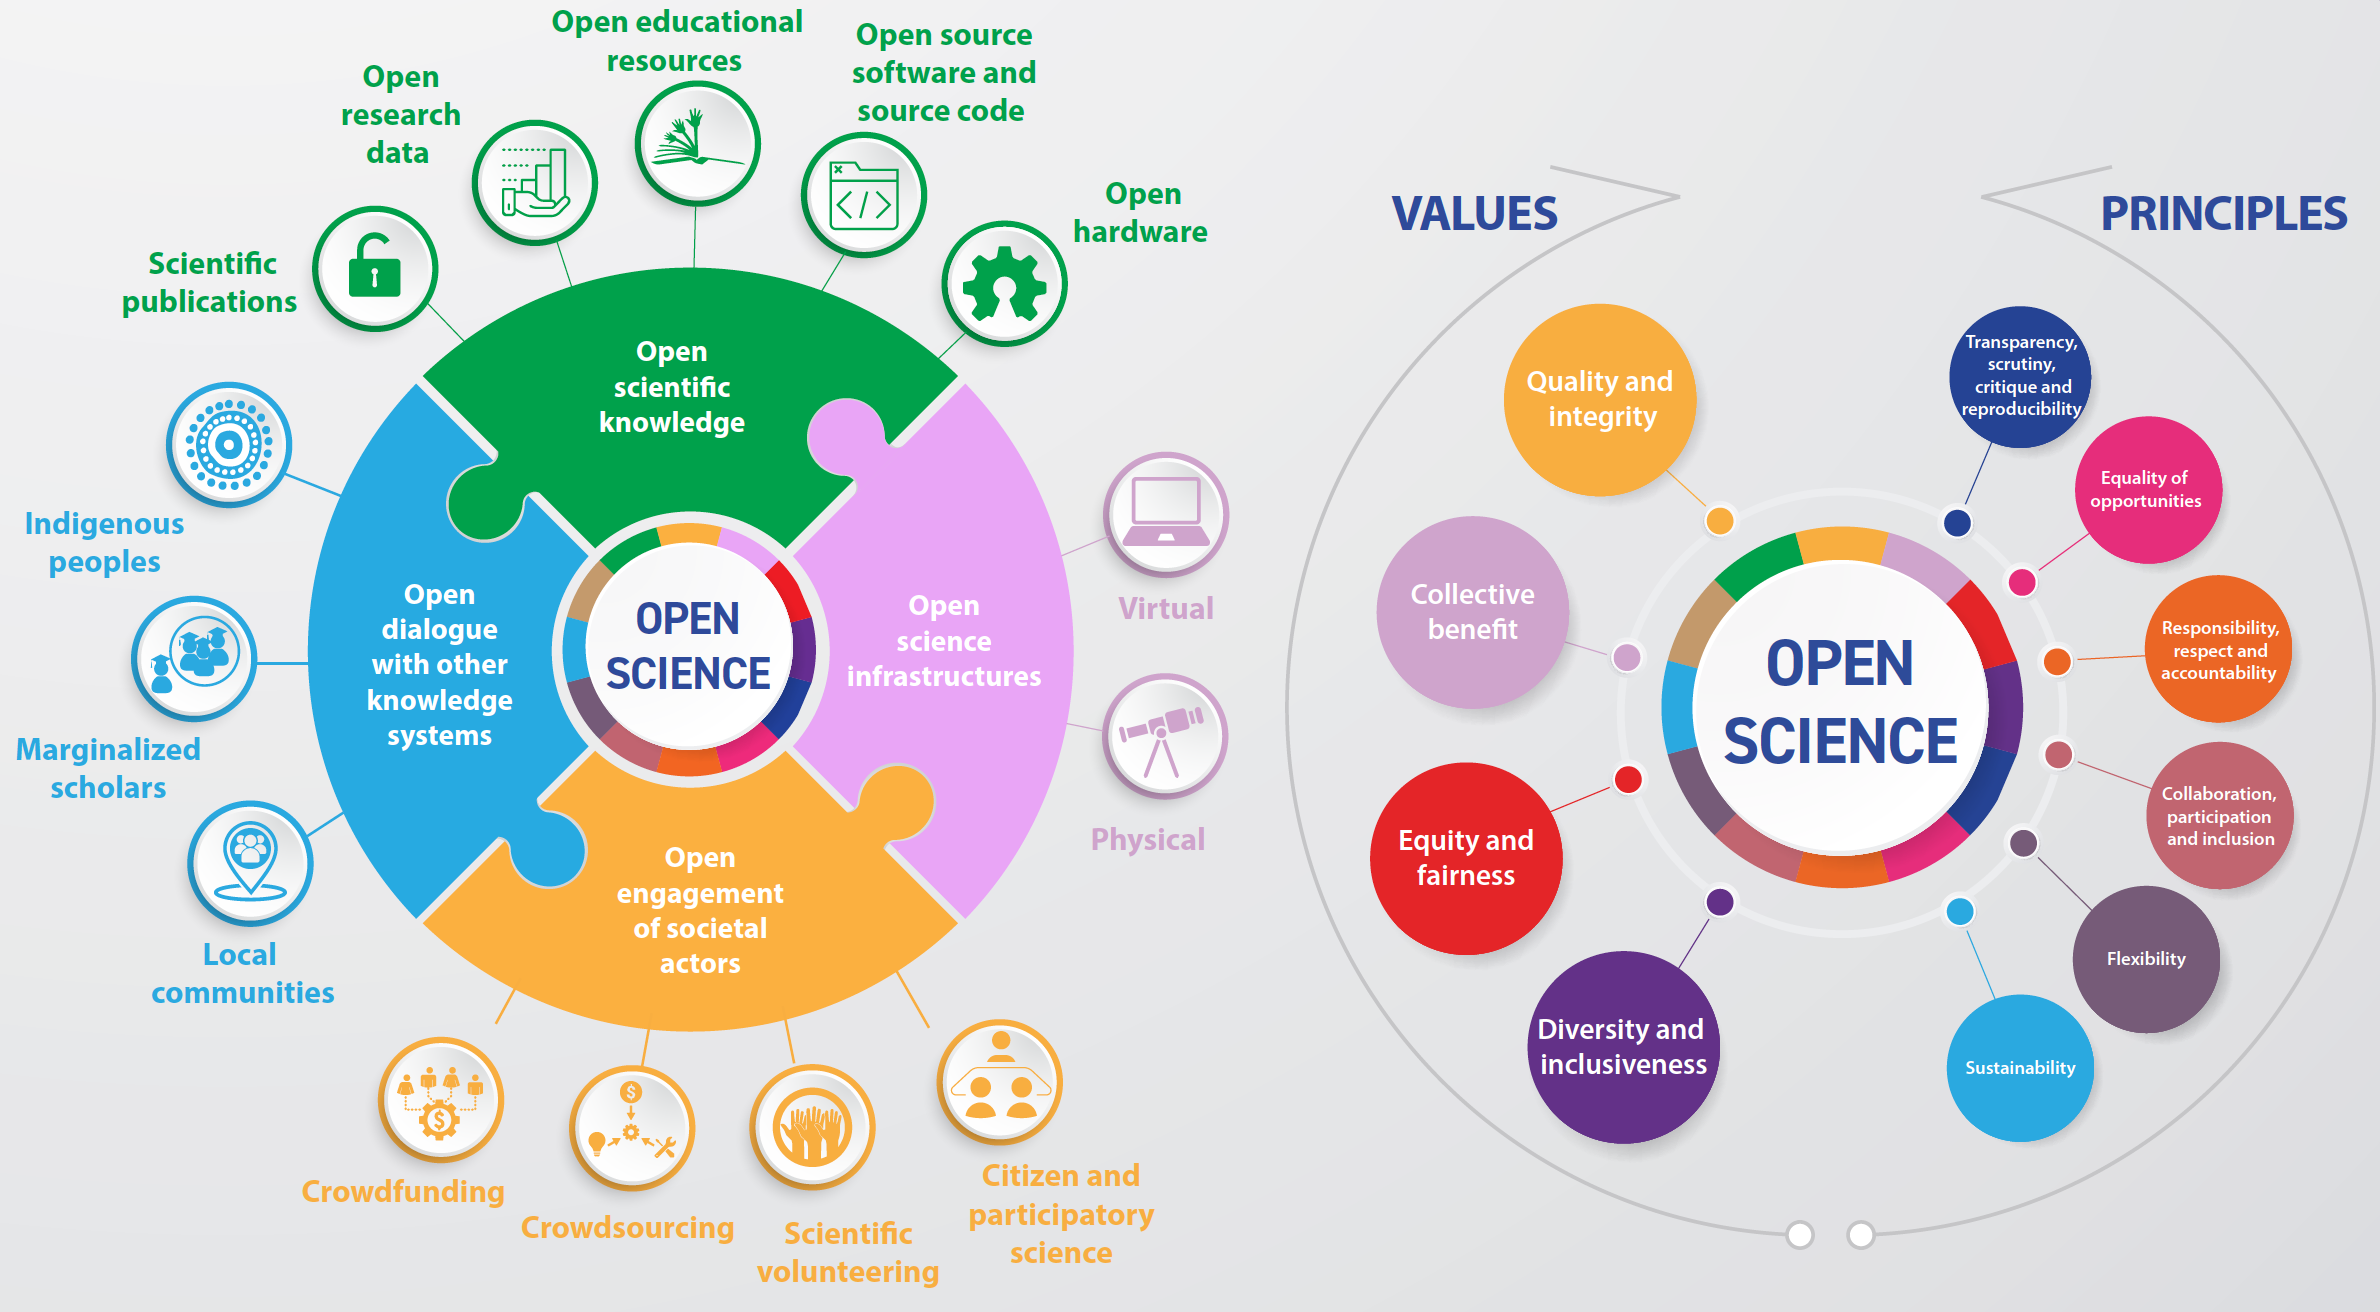 Open educational
resources
Open source
software and
source code
Open
research
data
Open
hardware
Scientific
publications
Open
scientific
knowledge
Indigenous
peoples
Marginalized
scholars
Local
communities
Open
dialogue
with other
knowledge
systems
OPEN
SCIENCE
Open
science
infrastructures
Virtual
Physical
Open
engagement
of societal
actors
Crowdfunding
Crowdsourcing
Scientific
volunteering
Citizen and
participatory
science
VALUES
Quality and
integrity
Collective
benefit
Equity and
fairness
Diversity and
inclusiveness
OPEN
SCIENCE
PRINCIPLES
Transparency,
scrutiny,
critique and
reproducibility
Equality of
opportunities
Responsibility,
respect and
accountability
Collaboration,
participation
and inclusion
Flexibility
Sustainability